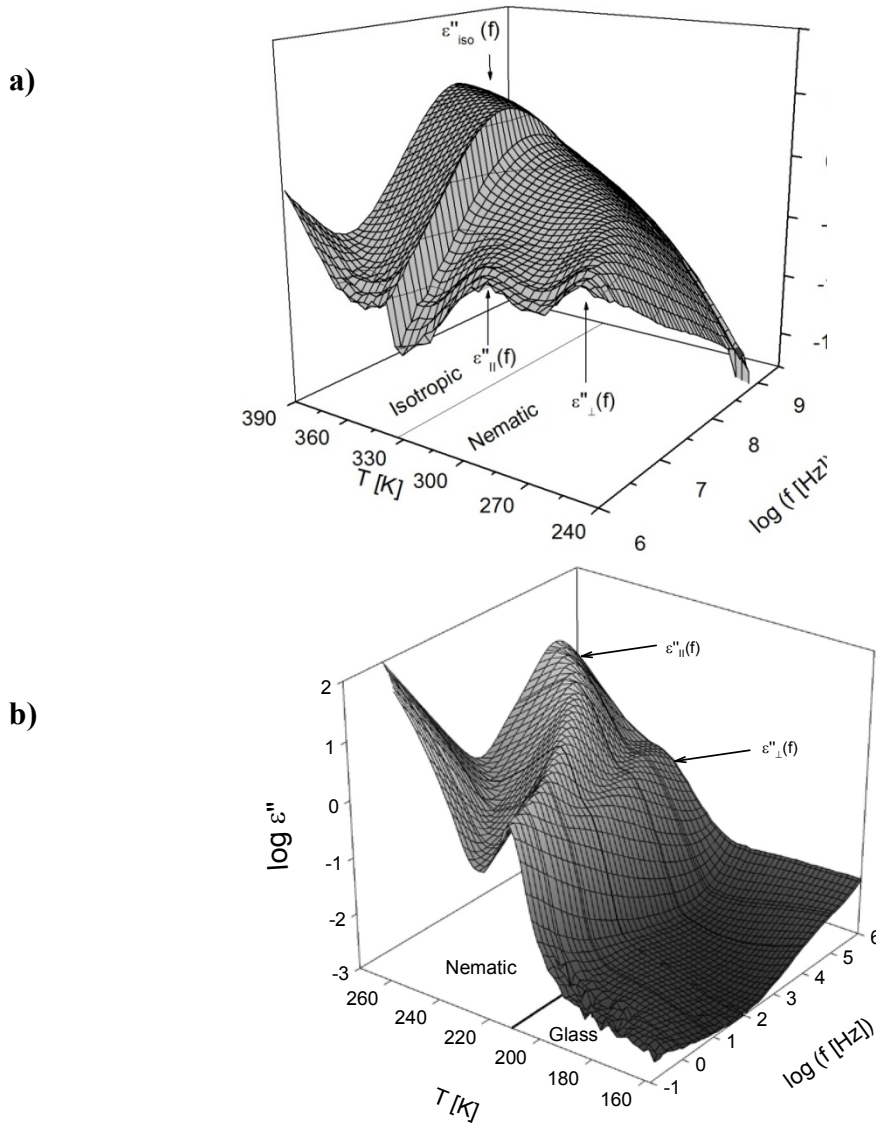 a)
ε"iso (f)
ε"||(f)
ε"⊥(f)
Isotropic
Nematic
390
360
330
300
270
240
T [K]
6
7
8
9
log (f [Hz])
-1
b)
ε"||(f)
ε"⊥(f)
2
1
0
-1
-2
-3
log ε"
Nematic
Glass
260
240
220
200
180
160
T [K]
-1
0
1
2
3
4
5
6
log (f [Hz])